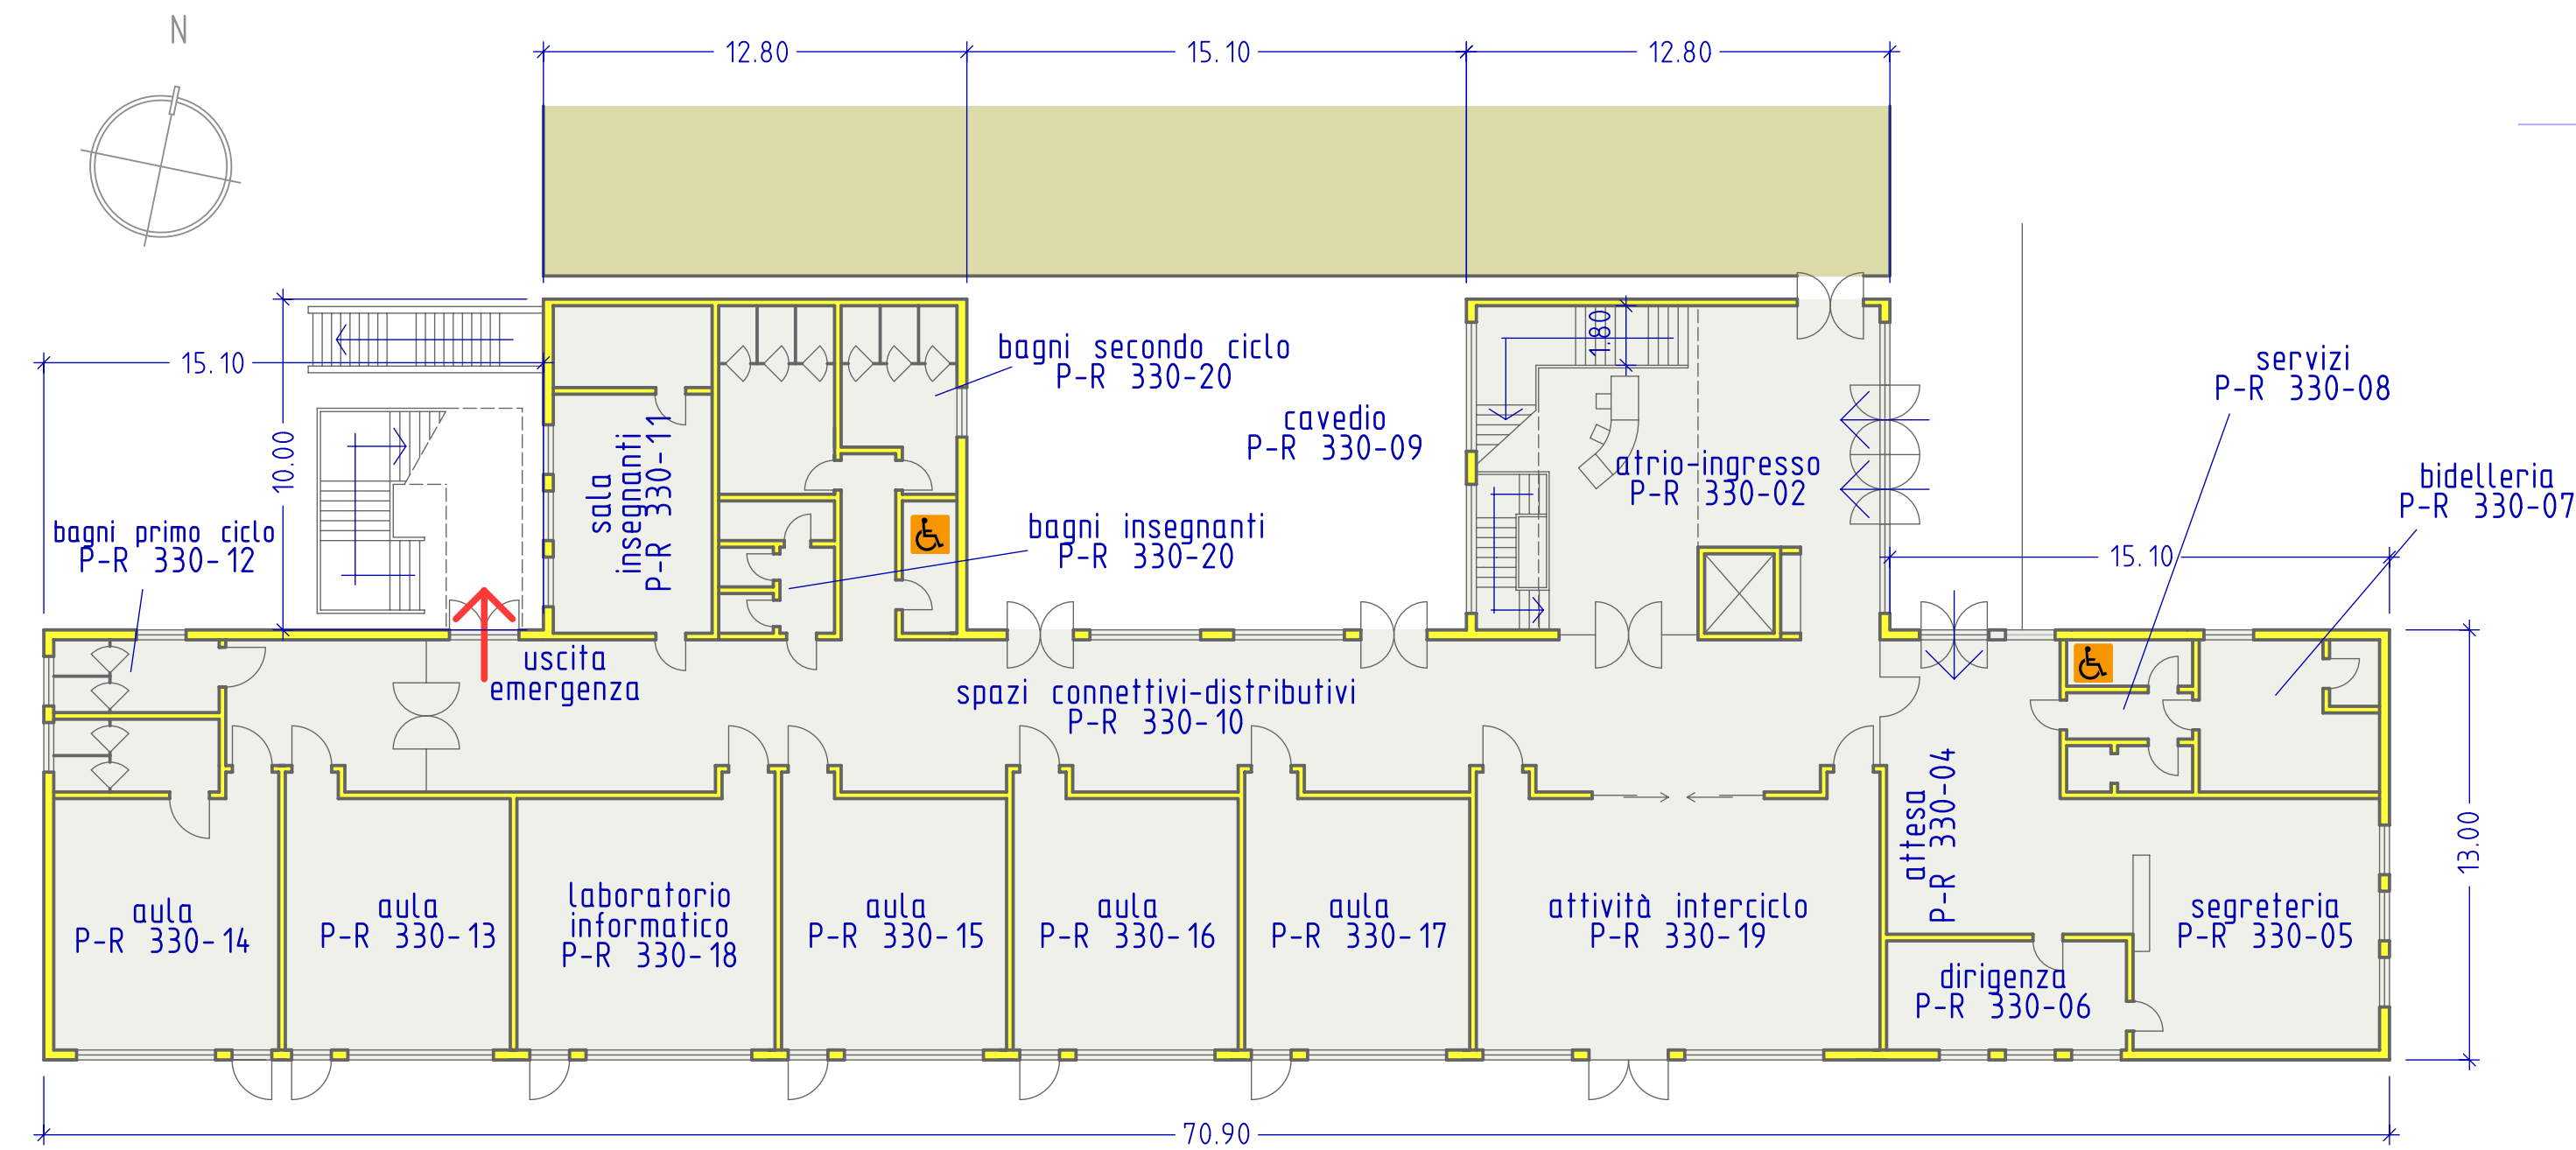 N
12.80
15.10
12.80
15.10
10.00
1.80
bagni secondo ciclo
P-R 330-20
cavedio
P-R 330-09
servizi
P-R 330-08
sala
insegnanti
P-R 330-11
atrio-ingresso
P-R 330-02
bidelleria
P-R 330-07
bagni primo ciclo
P-R 330-12
bagni insegnanti
P-R 330-20
15.10
uscita
emergenza
spazi connettivi-distributivi
P-R 330-10
attesa
P-R 330-04
13.00
aula
P-R 330-14
aula
P-R 330-13
laboratorio
informatico
P-R 330-18
aula
P-R 330-15
aula
P-R 330-16
aula
P-R 330-17
attività interciclo
P-R 330-19
segreteria
P-R 330-05
dirigenza
P-R 330-06
70.90